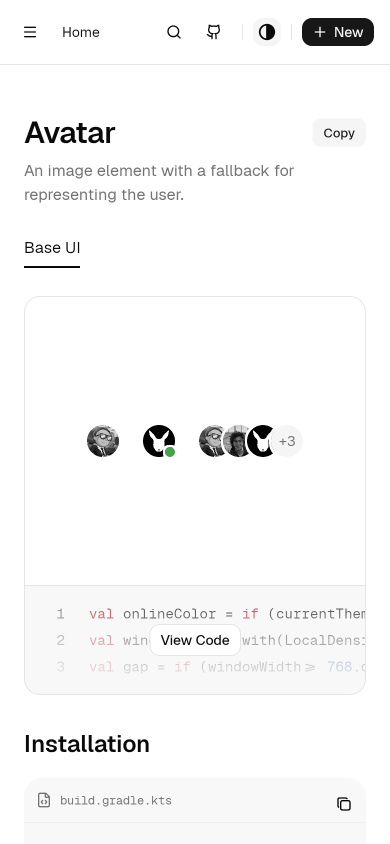 Home
New
Avatar
Copy
An image element with a fallback for
representing the user.
Base UI
+3
1 val onlineColor = if (currentThem
2 val win View Code with(LocalDensi
3 val gap = if (windowWidth ≥ 768.d
Installation
build.gradle.kts